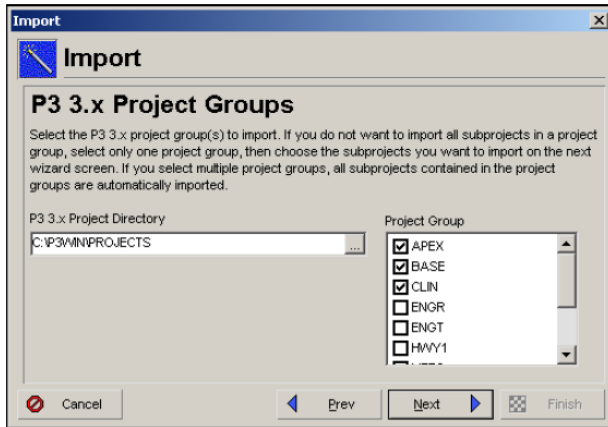 Import
Import
P3 3.x Project Groups
Select the P3 3.x project group(s) to import. If you do not want to import all subprojects in a project
group, select only one project group, then choose the subprojects you want to import on the next
wizard screen. If you select multiple project groups, all subprojects contained in the project
groups are automatically imported.
P3 3.x Project Directory
C:\P3WIN\PROJECTS
...
Project Group
APEX
BASE
CLIN
ENGR
ENGT
HWY1
Cancel
Prev
Next
Finish